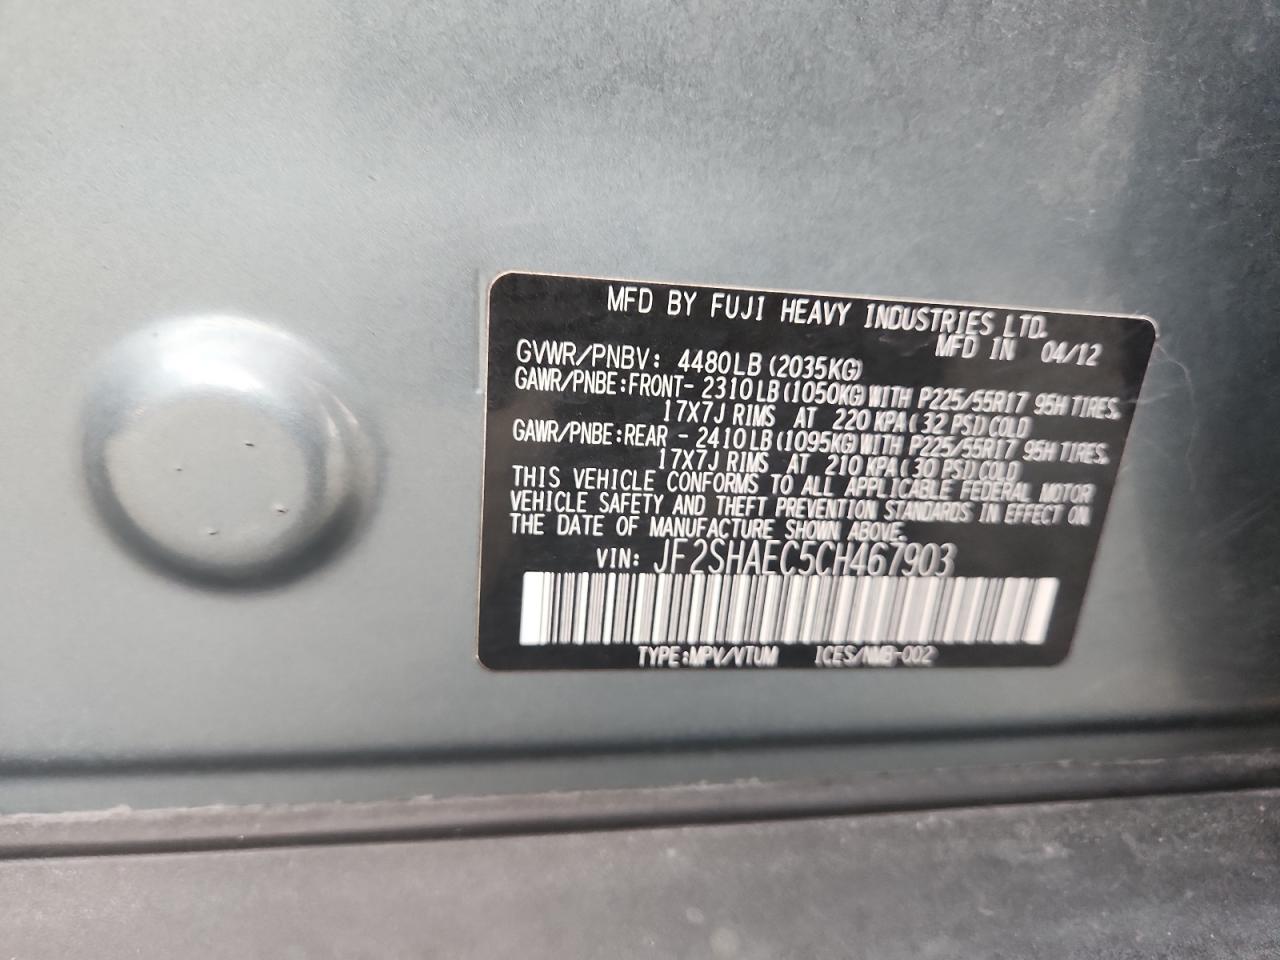 MFD BY FUJI HEAVY INDUSTRIES LTD.
MFD IN 04/12
GVWR/PNBV: 4480LB (2035KG)
GAWR/PNBE:FRONT- 2310LB (1050KG) WITH P225/55R17 95H TIRES,
17X7J RIMS AT 220 KPA( 32 PSI) COLD
GAWR/PNBE:REAR - 2410LB (1095KG) WITH P225/55R17 95H TIRES,
17X7J RIMS AT 210 KPA( 30 PSI) COLD
THIS VEHICLE CONFORMS TO ALL APPLICABLE FEDERAL MOTOR
VEHICLE SAFETY AND THEFT PREVENTION STANDARDS IN EFFECT ON
THE DATE OF MANUFACTURE SHOWN ABOVE.
VIN: JF2SHAEC5CH467903
TYPE:MPV/VTUM ICES/NMB-002